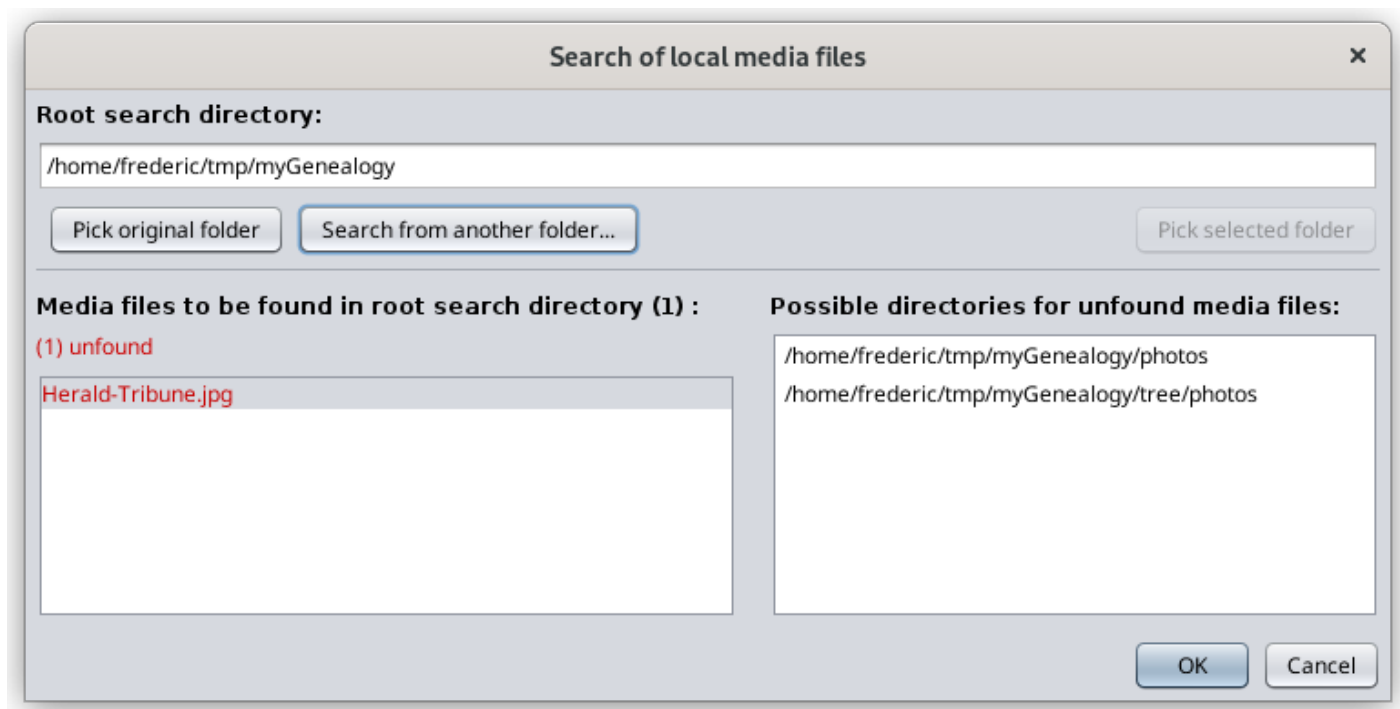 Search of local media files
Root search directory:
/home/frederic/tmp/myGenealogy
Pick original folder
Search from another folder...
Pick selected folder
Media files to be found in root search directory (1) :
(1) unfound
Herald-Tribune.jpg
Possible directories for unfound media files:
/home/frederic/tmp/myGenealogy/photos
/home/frederic/tmp/myGenealogy/tree/photos
OK
Cancel